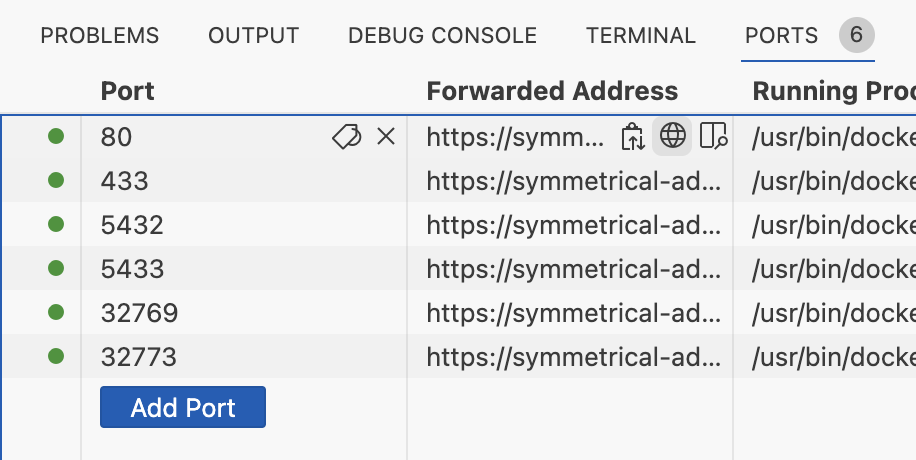 PROBLEMS OUTPUT DEBUG CONSOLE TERMINAL PORTS 6
Port Forwarded Address Running Proc
80 https://symm... /usr/bin/docke
433 https://symmetrical-ad... /usr/bin/docke
5432 https://symmetrical-ad... /usr/bin/docke
5433 https://symmetrical-ad... /usr/bin/docke
32769 https://symmetrical-ad... /usr/bin/docke
32773 https://symmetrical-ad... /usr/bin/docke
Add Port